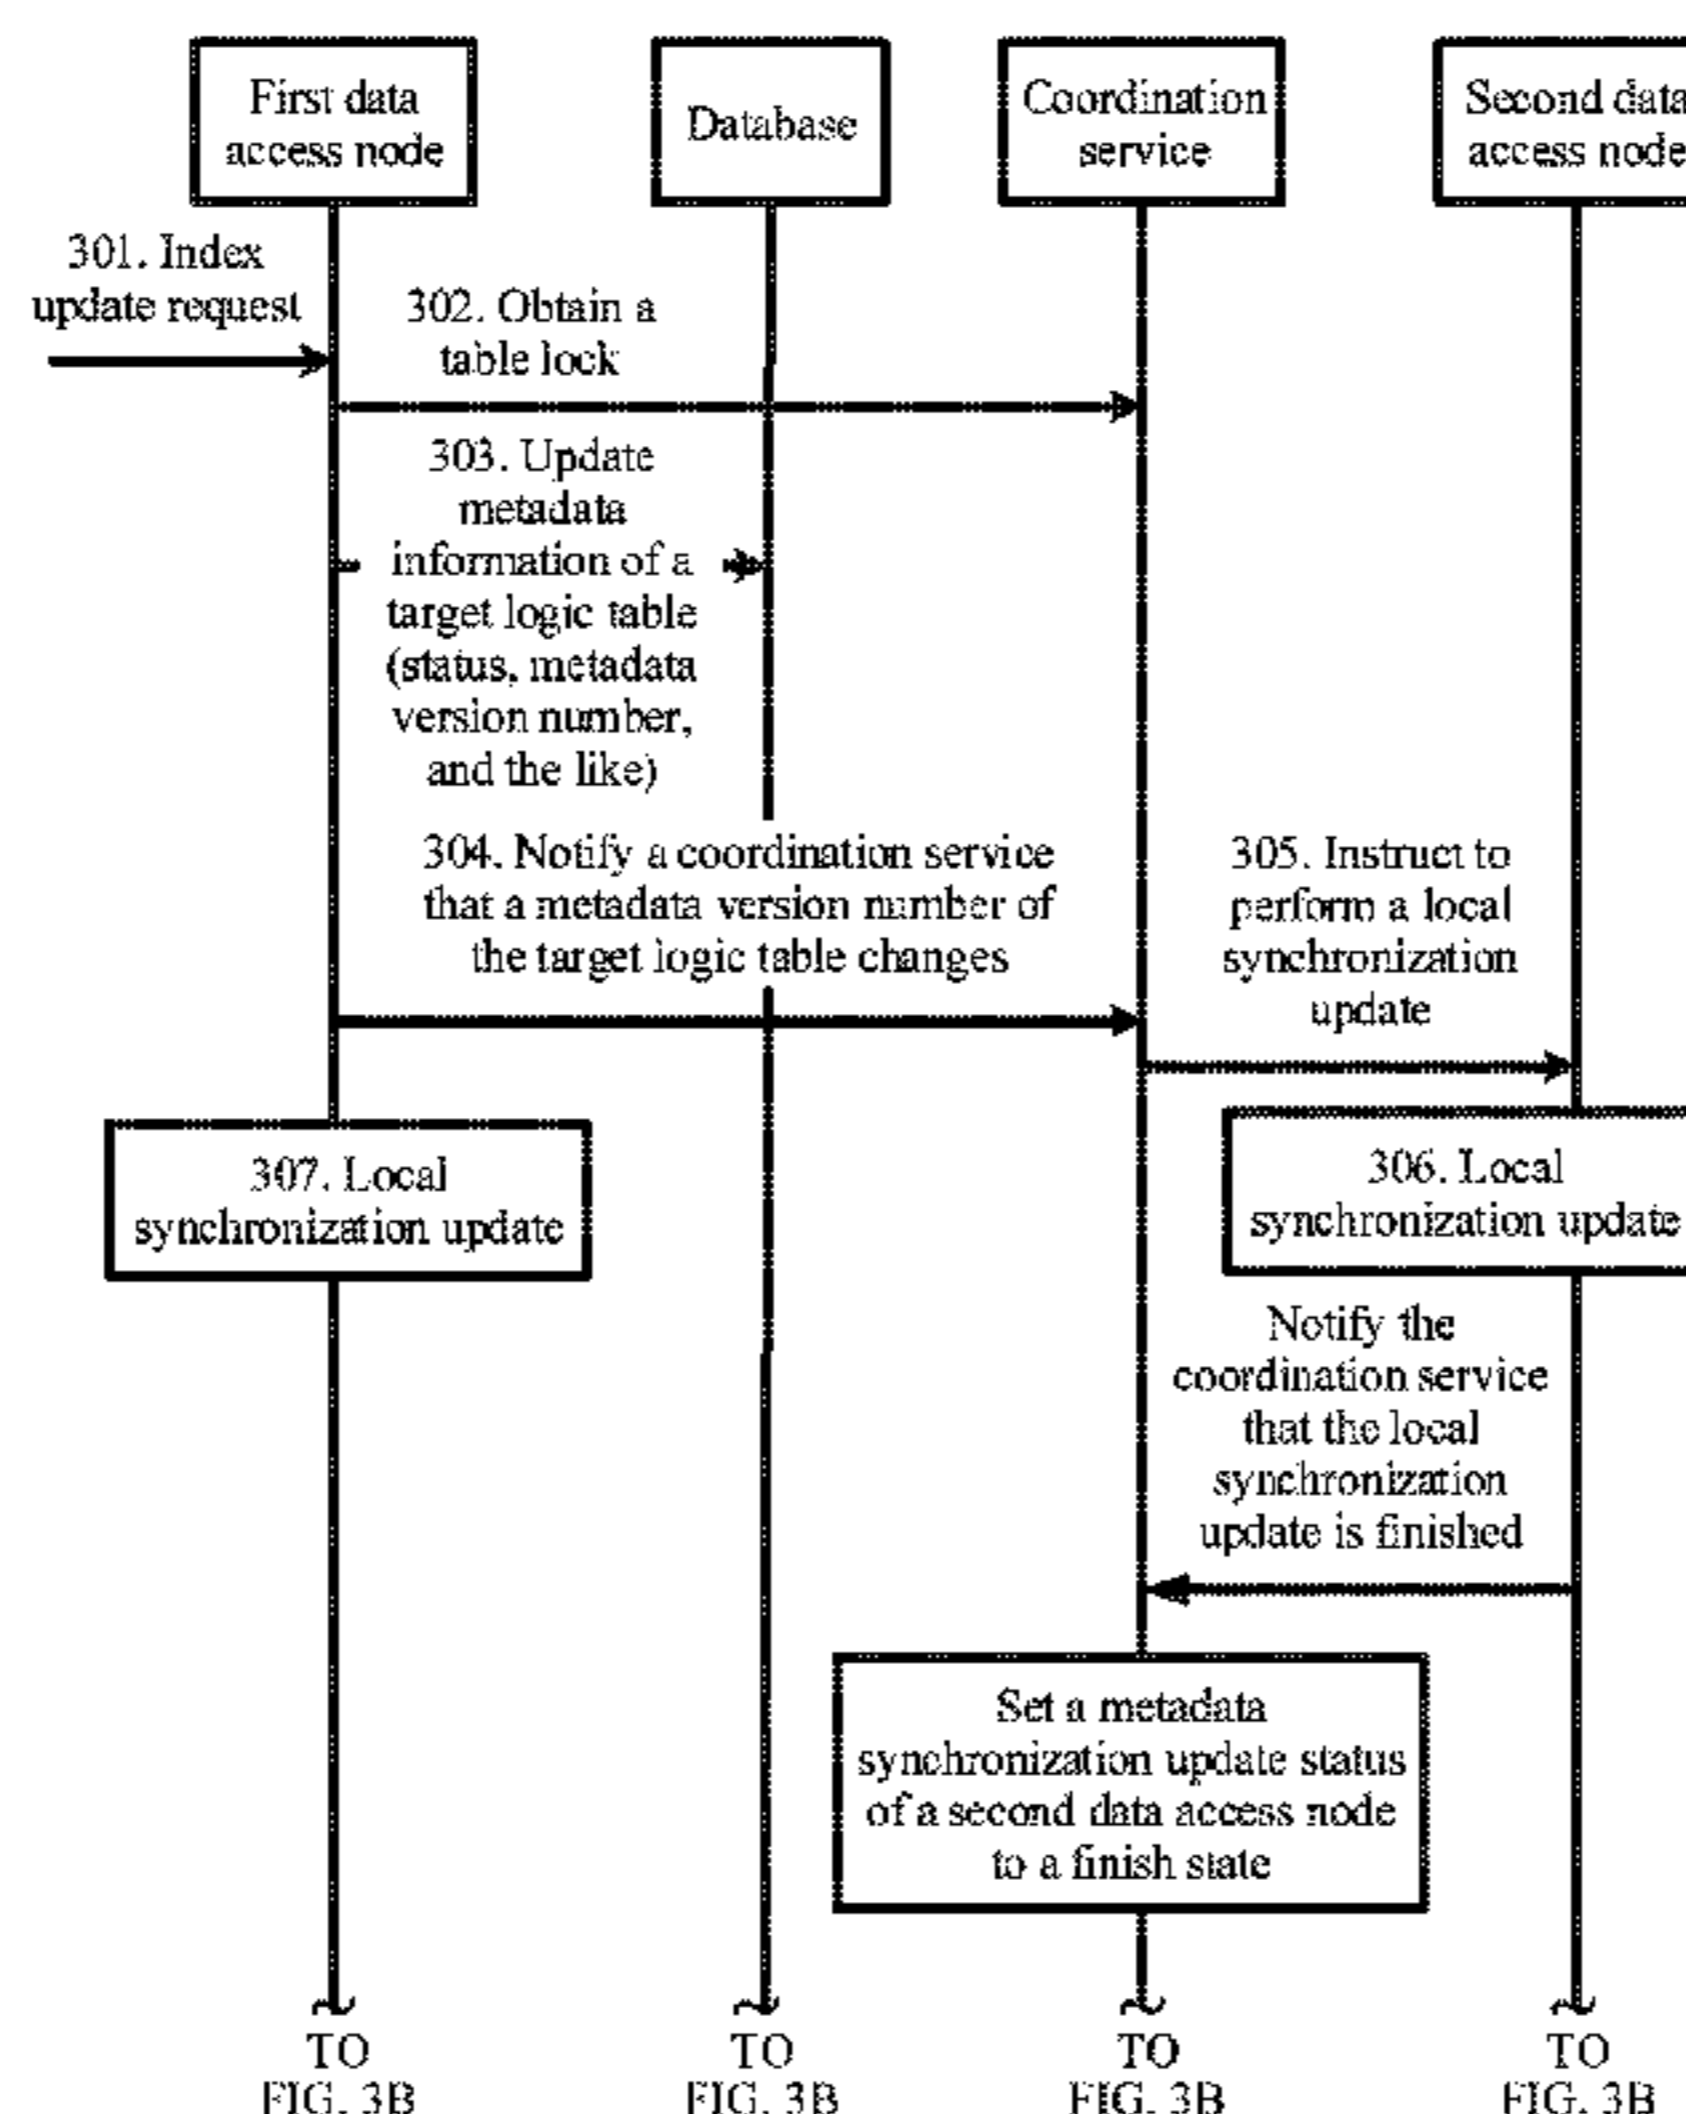 First data
access node
Database
Coordination
service
Second data
access node
301. Index
update request
302. Obtain a
table lock
303. Update
metadata
information of a
target logic table
(status, metadata
version number,
and the like)
304. Notify a coordination service
that a metadata version number of
the target logic table changes
305. Instruct to
perform a local
synchronization
update
307. Local
synchronization update
306. Local
synchronization update
Notify the
coordination service
that the local
synchronization
update is finished
Set a metadata
synchronization update status
of a second data access node
to a finish state
TO
FIG. 3B
TO
FIG. 3B
TO
FIG. 3B
TO
FIG. 3B